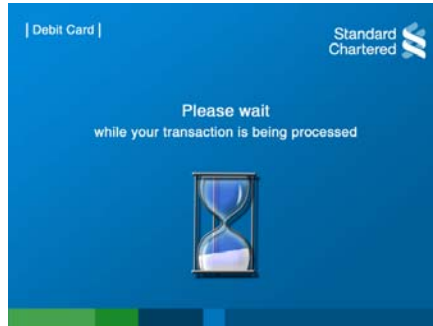 | Debit Card |
Standard
Chartered
Please wait
while your transaction is being processed